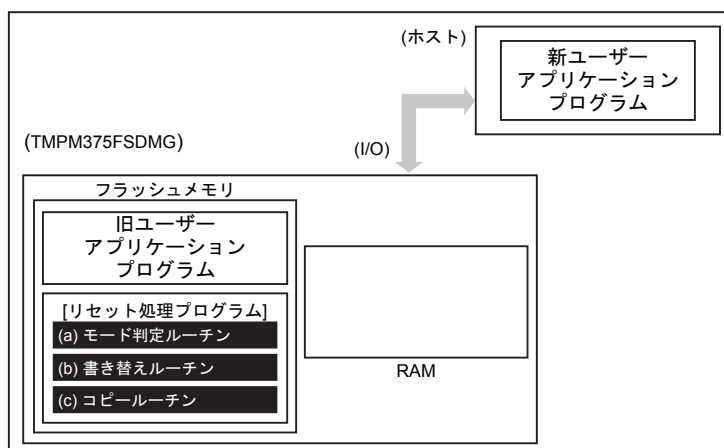 (ホスト)
新ユーザー
アプリケーション
プログラム
(TMPM375FSDMG)
(I/O)
フラッシュメモリ
旧ユーザー
アプリケーション
プログラム
[リセット処理プログラム]
(a) モード判定ルーチン
(b) 書き替えルーチン
(c) コピールーチン
RAM